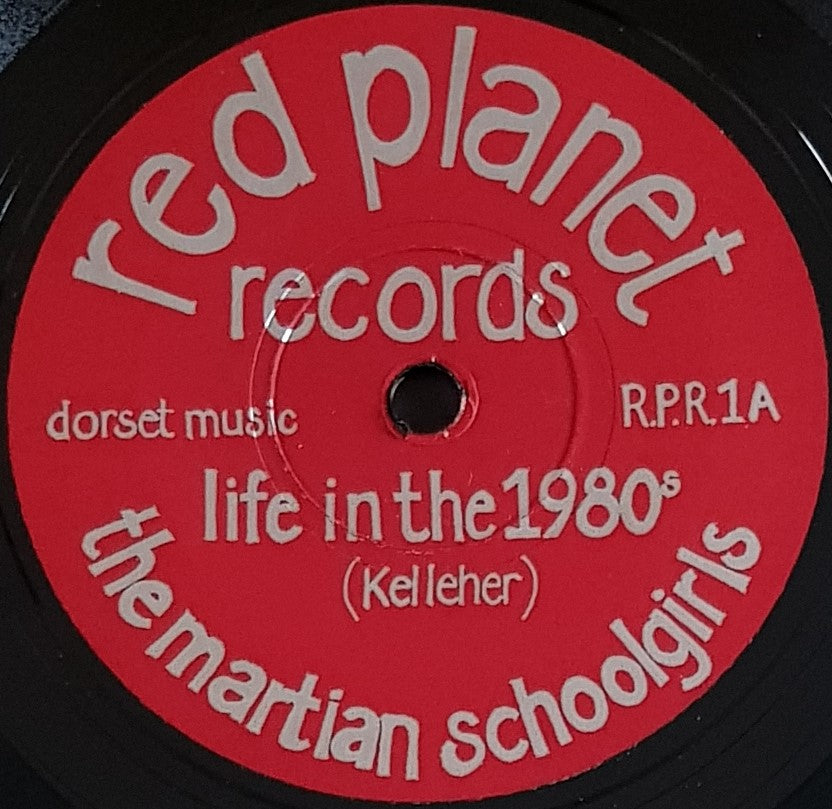 red planet
records
dorset music
R.P.R.1A
life in the 1980s
(Kelleher)
the martian schoolgirls